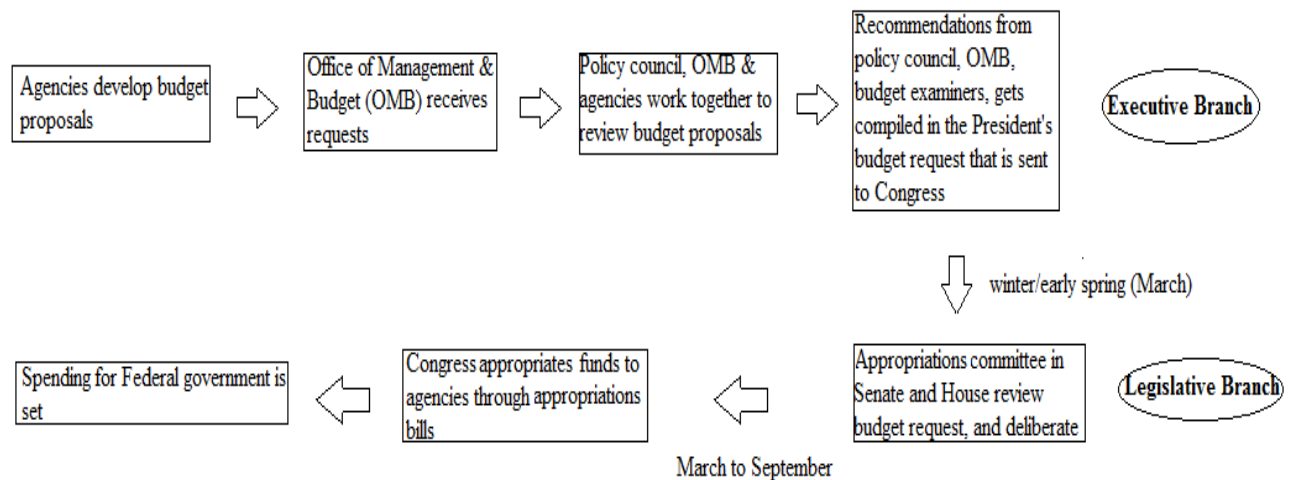 Agencies develop budget
proposals
Office of Management &
Budget (OMB) receives
requests
Policy council, OMB &
agencies work together to
review budget proposals
Recommendations from
policy council, OMB,
budget examiners, gets
compiled in the President's
budget request that is sent
to Congress
Executive Branch
winter/early spring (March)
Appropriations committee in
Senate and House review
budget request, and deliberate
Legislative Branch
March to September
Congress appropriates funds to
agencies through appropriations
bills
Spending for Federal government is
set